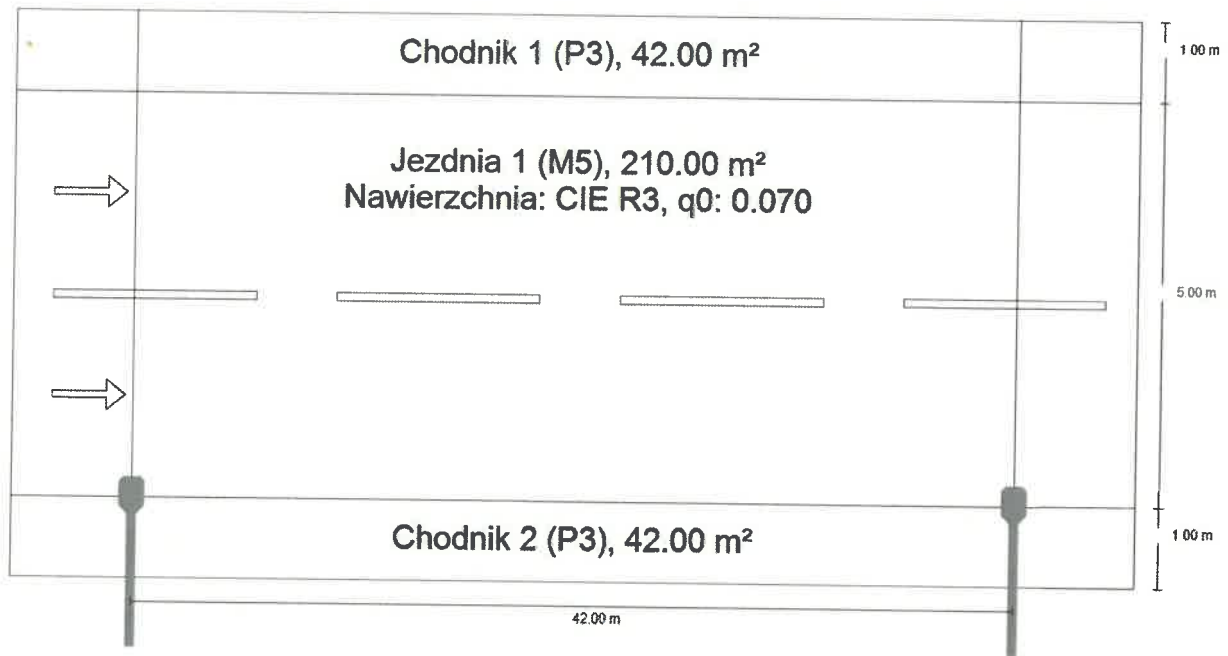 Chodnik 1 (P3), 42.00 m²
1.00 m
Jezdnia 1 (M5), 210.00 m²
Nawierzchnia: CIE R3, q0: 0.070
5.00 m
Chodnik 2 (P3), 42.00 m²
1.00 m
42.00 m